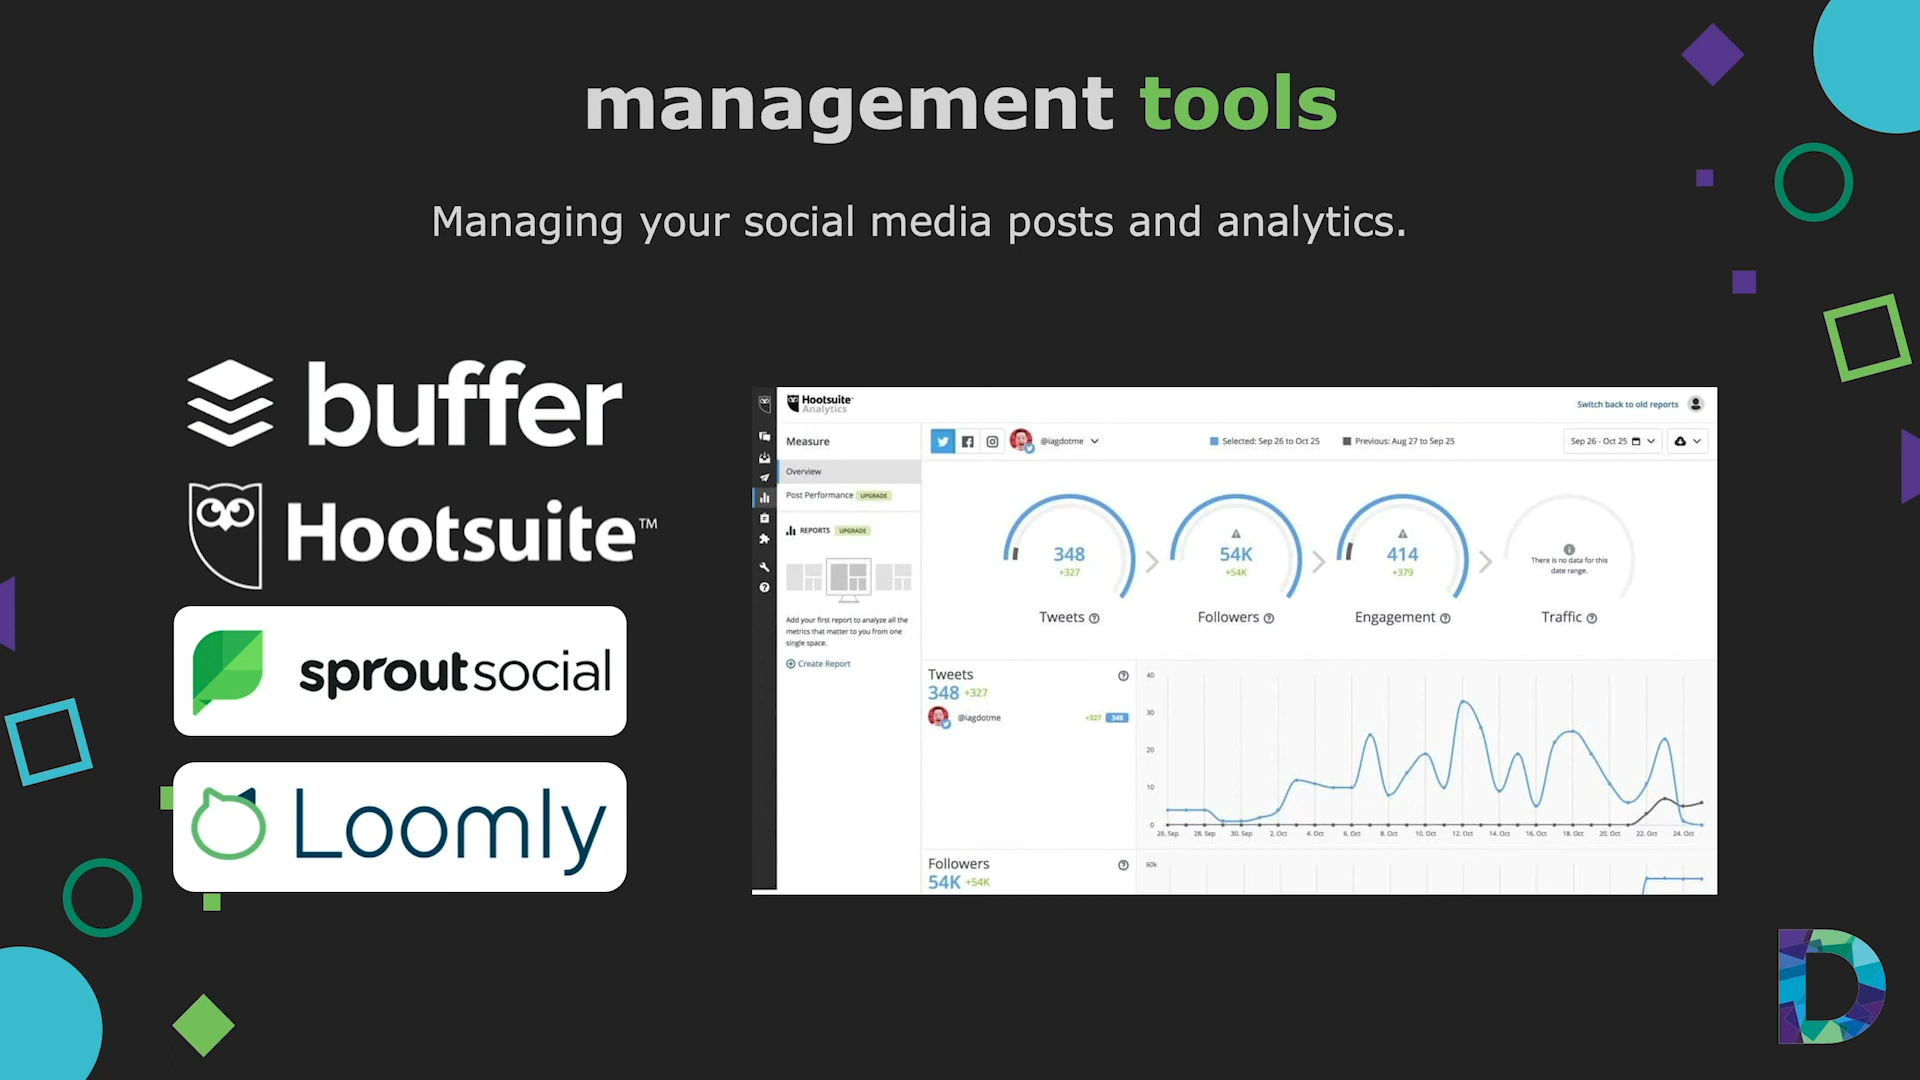 management tools
Managing your social media posts and analytics.
buffer
Hootsuite™
sproutsocial
Loomly
Hootsuite®
Analytics
Switch back to old reports
Measure
@iagdotme
Selected: Sep 26 to Oct 25
Previous: Aug 27 to Sep 25
Sep 26 - Oct 25
Overview
Post Performance UPGRADE
REPORTS UPGRADE
Add your first report to analyze all the
metrics that matter to you from one
single space.
Create Report
348
+327
Tweets
54K
+54K
Followers
414
+379
Engagement
There is no data for this
date range.
Traffic
Tweets
348 +327
@iagdotme +327 348
40
30
20
10
0
26. Sep 28. Sep 30. Sep 2. Oct 4. Oct 6. Oct 8. Oct 10. Oct 12. Oct 14. Oct 16. Oct 18. Oct 20. Oct 22. Oct 24. Oct
Followers
54K +54K
60k
D